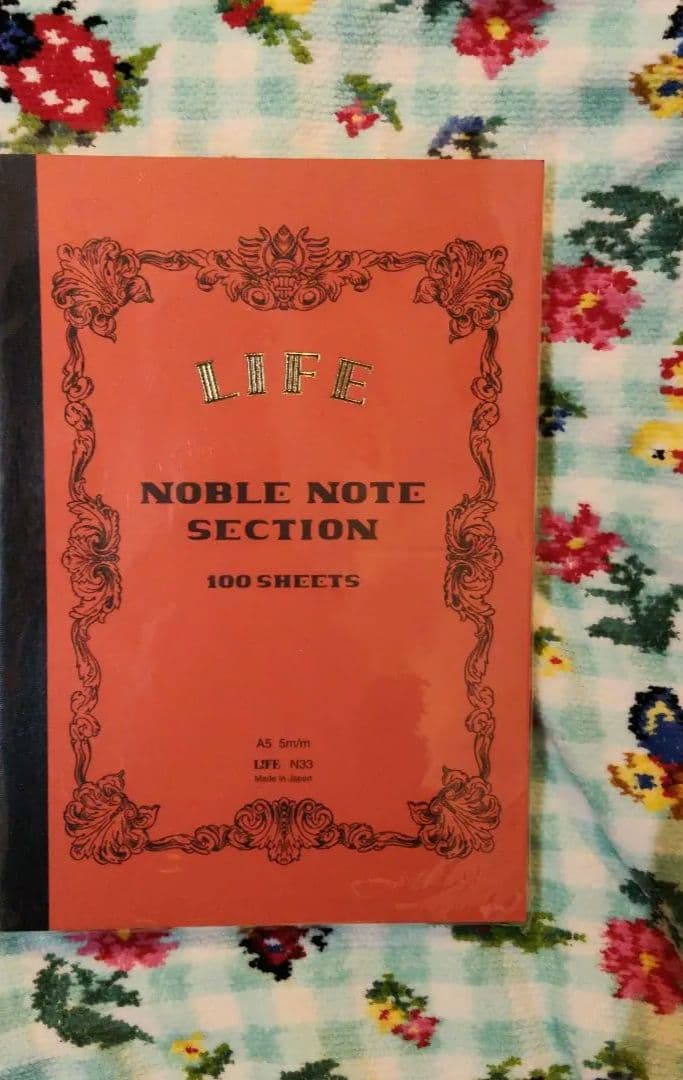 LIFE
NOBLE NOTE
SECTION
100 SHEETS
A5 5m/m
LIFE N33
Made in Japan